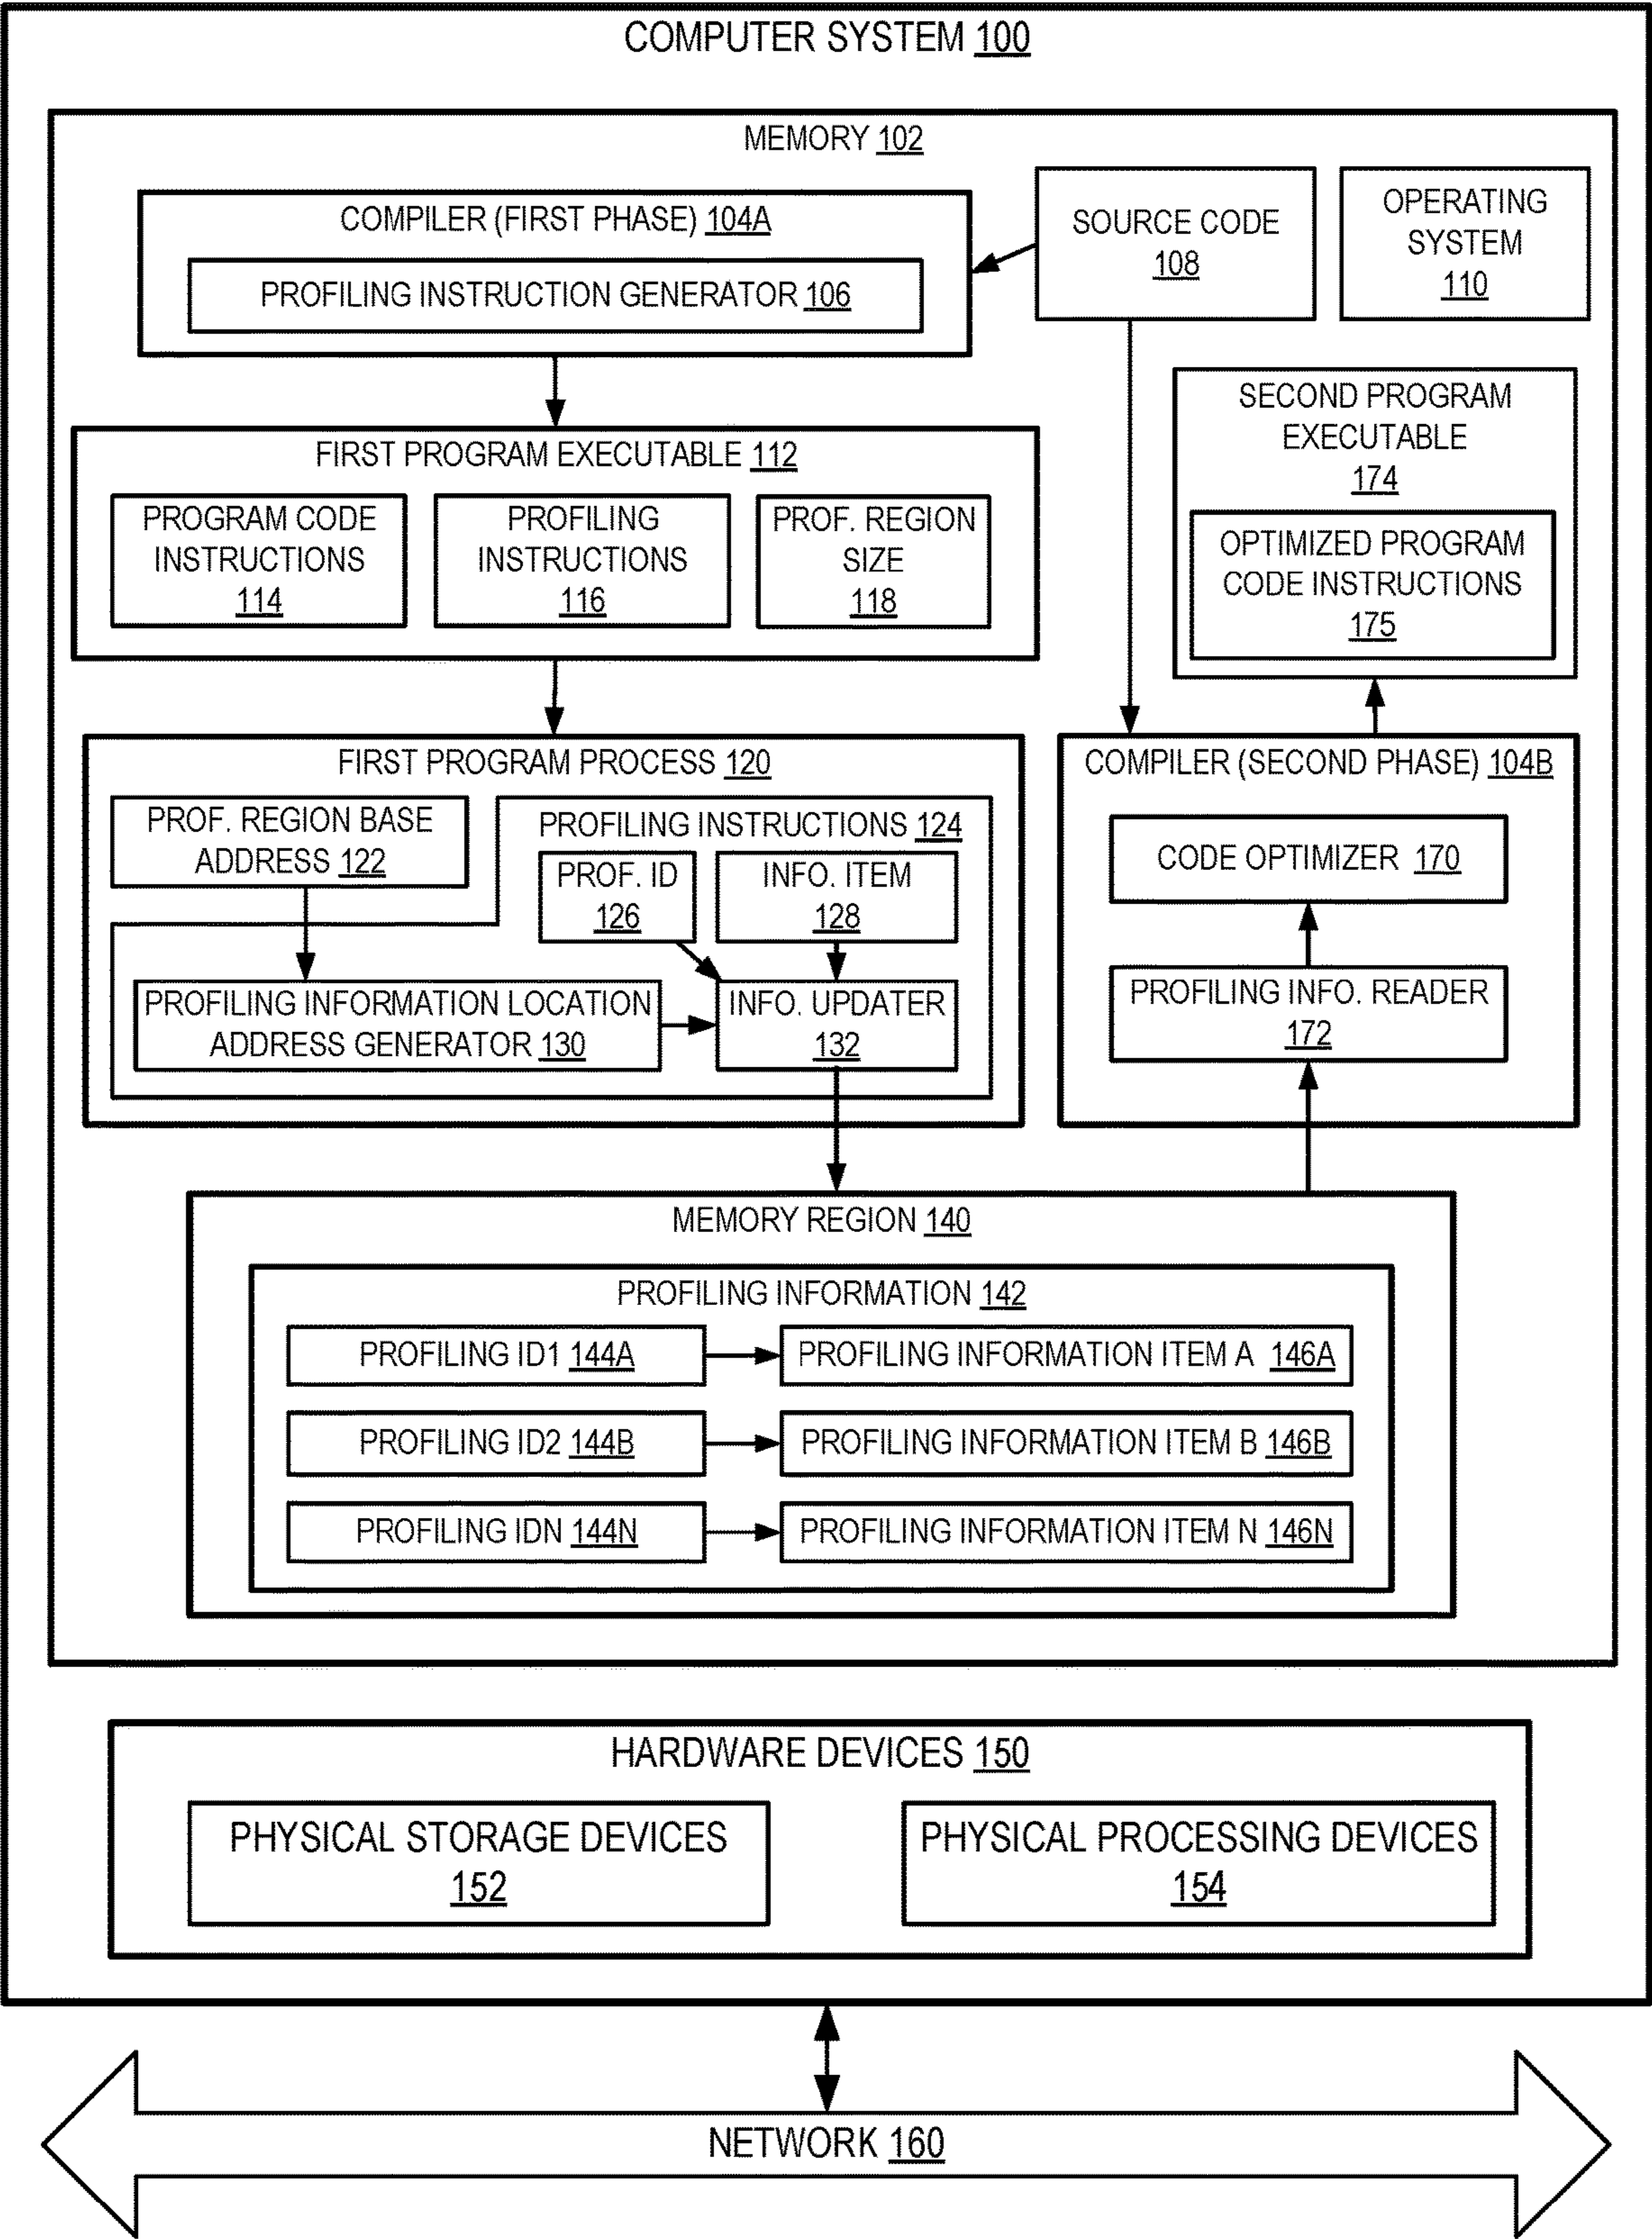 COMPUTER SYSTEM 100
MEMORY 102
COMPILER (FIRST PHASE) 104A
PROFILING INSTRUCTION GENERATOR 106
SOURCE CODE
108
OPERATING
SYSTEM
110
FIRST PROGRAM EXECUTABLE 112
PROGRAM CODE
INSTRUCTIONS
114
PROFILING
INSTRUCTIONS
116
PROF. REGION
SIZE
118
SECOND PROGRAM
EXECUTABLE
174
OPTIMIZED PROGRAM
CODE INSTRUCTIONS
175
FIRST PROGRAM PROCESS 120
PROF. REGION BASE
ADDRESS 122
PROFILING INSTRUCTIONS 124
PROF. ID
126
INFO. ITEM
128
PROFILING INFORMATION LOCATION
ADDRESS GENERATOR 130
INFO. UPDATER
132
COMPILER (SECOND PHASE) 104B
CODE OPTIMIZER 170
PROFILING INFO. READER
172
MEMORY REGION 140
PROFILING INFORMATION 142
PROFILING ID1 144A
PROFILING INFORMATION ITEM A 146A
PROFILING ID2 144B
PROFILING INFORMATION ITEM B 146B
PROFILING IDN 144N
PROFILING INFORMATION ITEM N 146N
HARDWARE DEVICES 150
PHYSICAL STORAGE DEVICES
152
PHYSICAL PROCESSING DEVICES
154
NETWORK 160